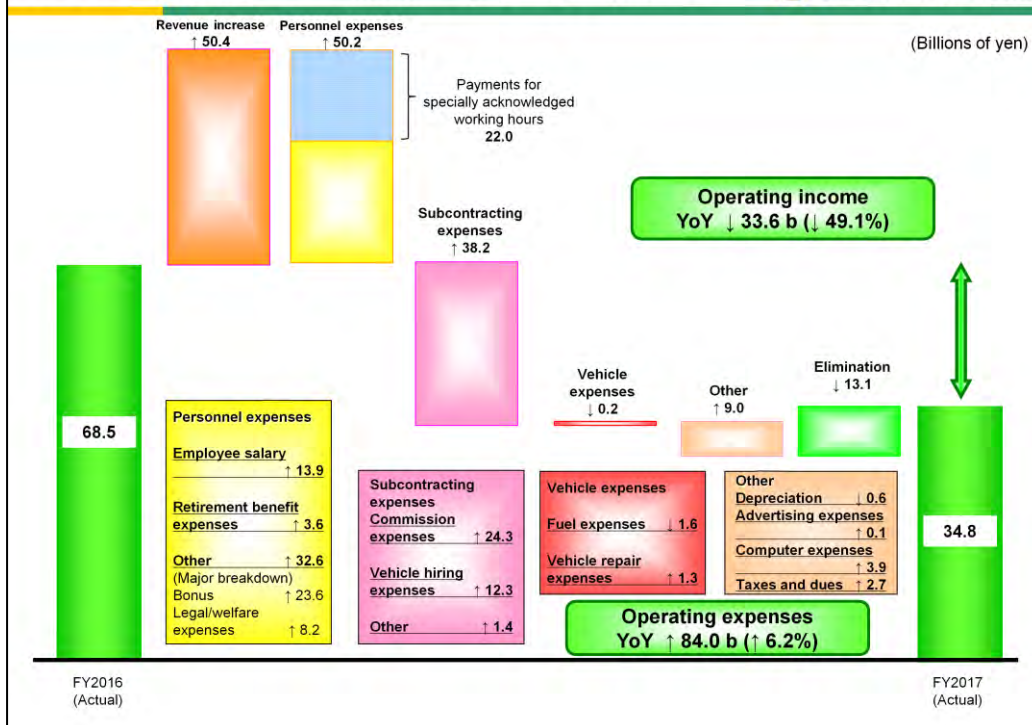 Revenue increase
↑ 50.4
Personnel expenses
↑ 50.2
(Billions of yen)
Payments for
specially acknowledged
working hours
22.0
Operating income
YoY ↓ 33.6 b (↓ 49.1%)
Subcontracting
expenses
↑ 38.2
Vehicle
expenses
↓ 0.2
Other
↑ 9.0
Elimination
↓ 13.1
68.5
Personnel expenses
Employee salary
↑ 13.9
Retirement benefit
expenses ↑ 3.6
Other ↑ 32.6
(Major breakdown)
Bonus ↑ 23.6
Legal/welfare
expenses ↑ 8.2
Subcontracting
expenses
Commission
expenses ↑ 24.3
Vehicle hiring
expenses ↑ 12.3
Other ↑ 1.4
Vehicle expenses
Fuel expenses ↓ 1.6
Vehicle repair
expenses ↑ 1.3
Other
Depreciation ↓ 0.6
Advertising expenses
↑ 0.1
Computer expenses
↑ 3.9
Taxes and dues ↑ 2.7
34.8
Operating expenses
YoY ↑ 84.0 b (↑ 6.2%)
FY2016
(Actual)
FY2017
(Actual)